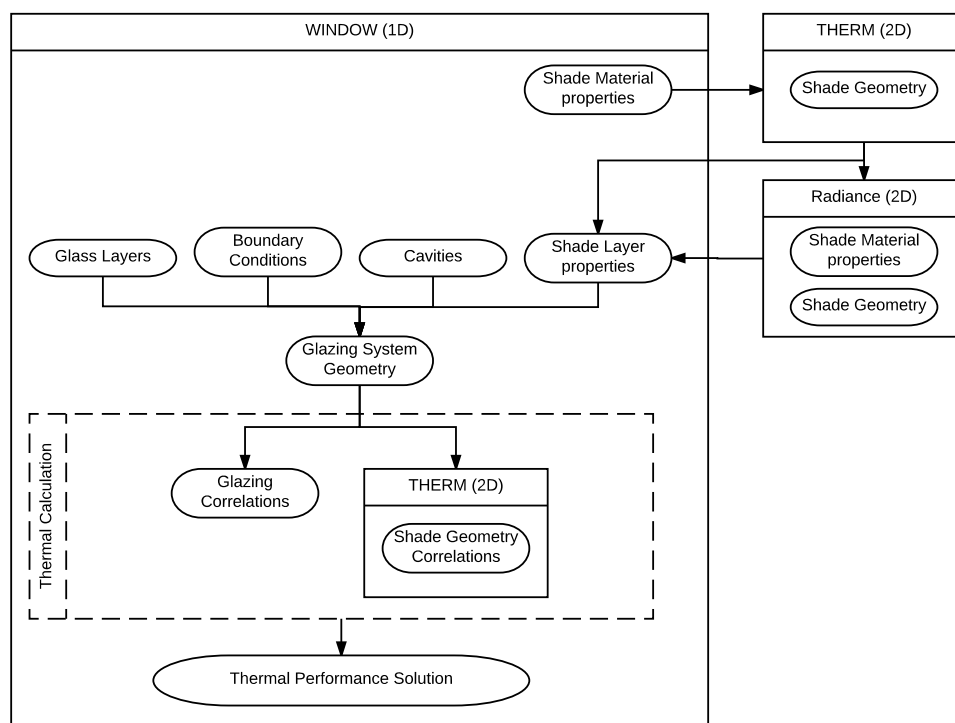 WINDOW (1D)
THERM (2D)
Shade Material
properties
Shade Geometry
Radiance (2D)
Shade Material
properties
Shade Geometry
Glass Layers
Boundary
Conditions
Cavities
Shade Layer
properties
Glazing System
Geometry
Thermal Calculation
Glazing
Correlations
THERM (2D)
Shade Geometry
Correlations
Thermal Performance Solution